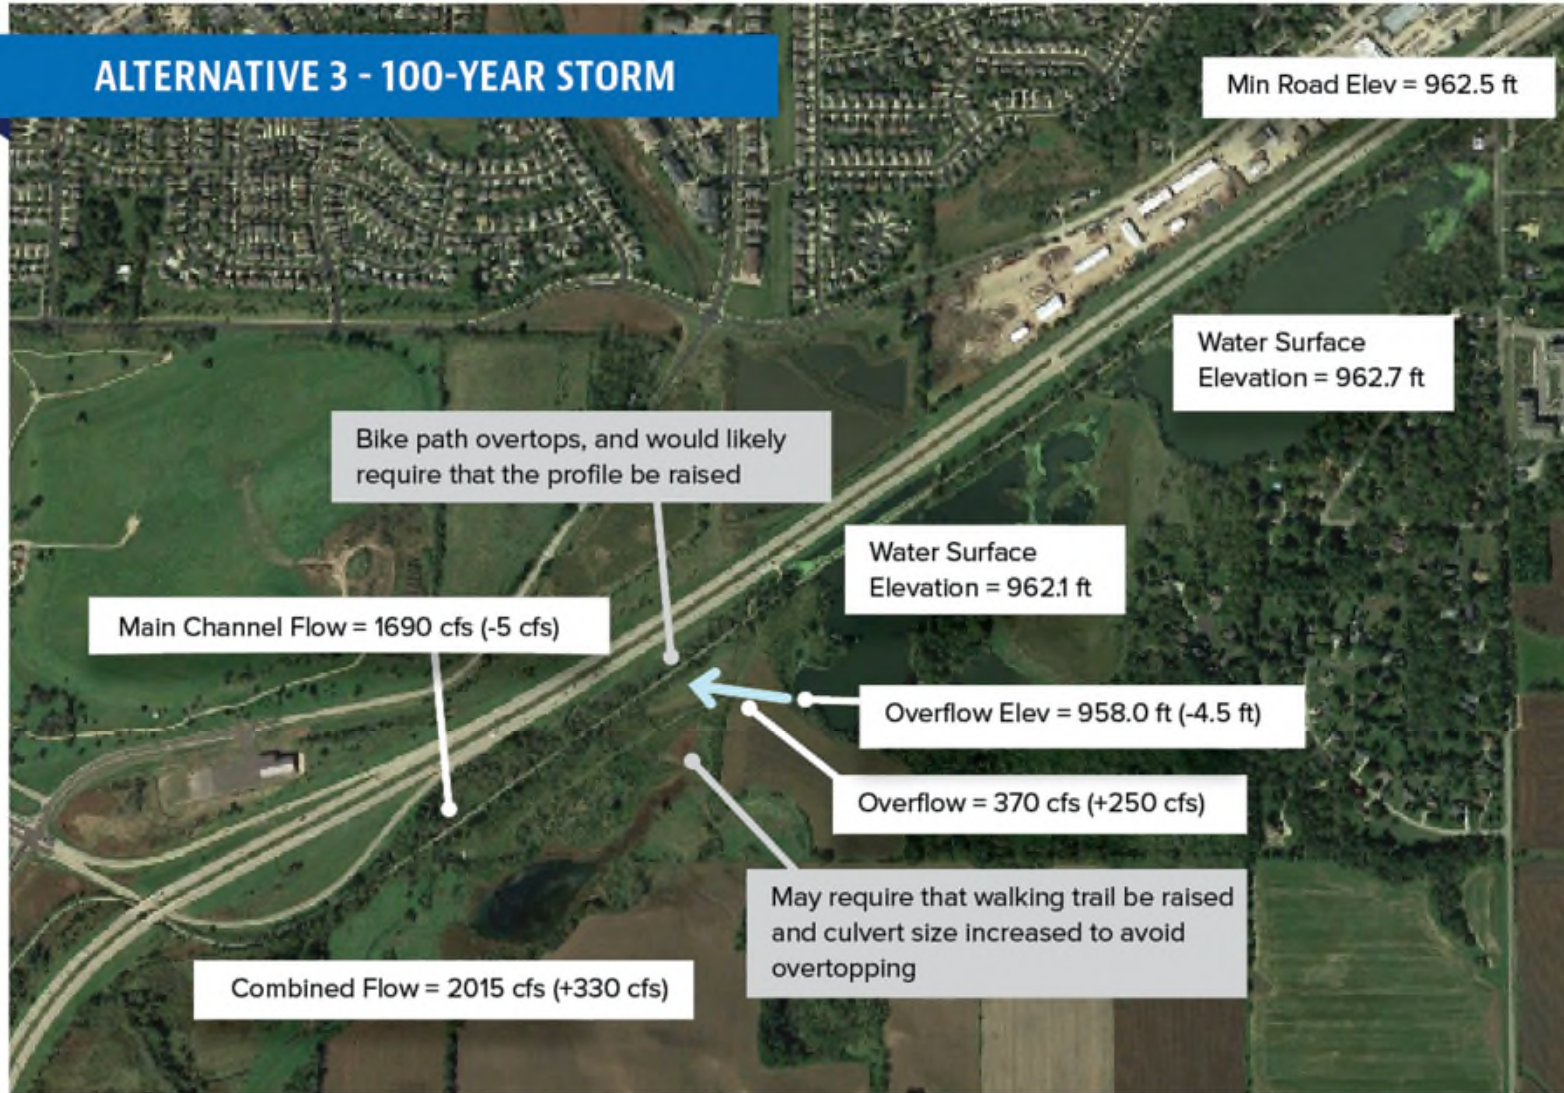 ALTERNATIVE 3 - 100-YEAR STORM
Min Road Elev = 962.5 ft
Water Surface
Elevation = 962.7 ft
Bike path overtops, and would likely
require that the profile be raised
Water Surface
Elevation = 962.1 ft
Main Channel Flow = 1690 cfs (-5 cfs)
Overflow Elev = 958.0 ft (-4.5 ft)
Overflow = 370 cfs (+250 cfs)
May require that walking trail be raised
and culvert size increased to avoid
overtopping
Combined Flow = 2015 cfs (+330 cfs)